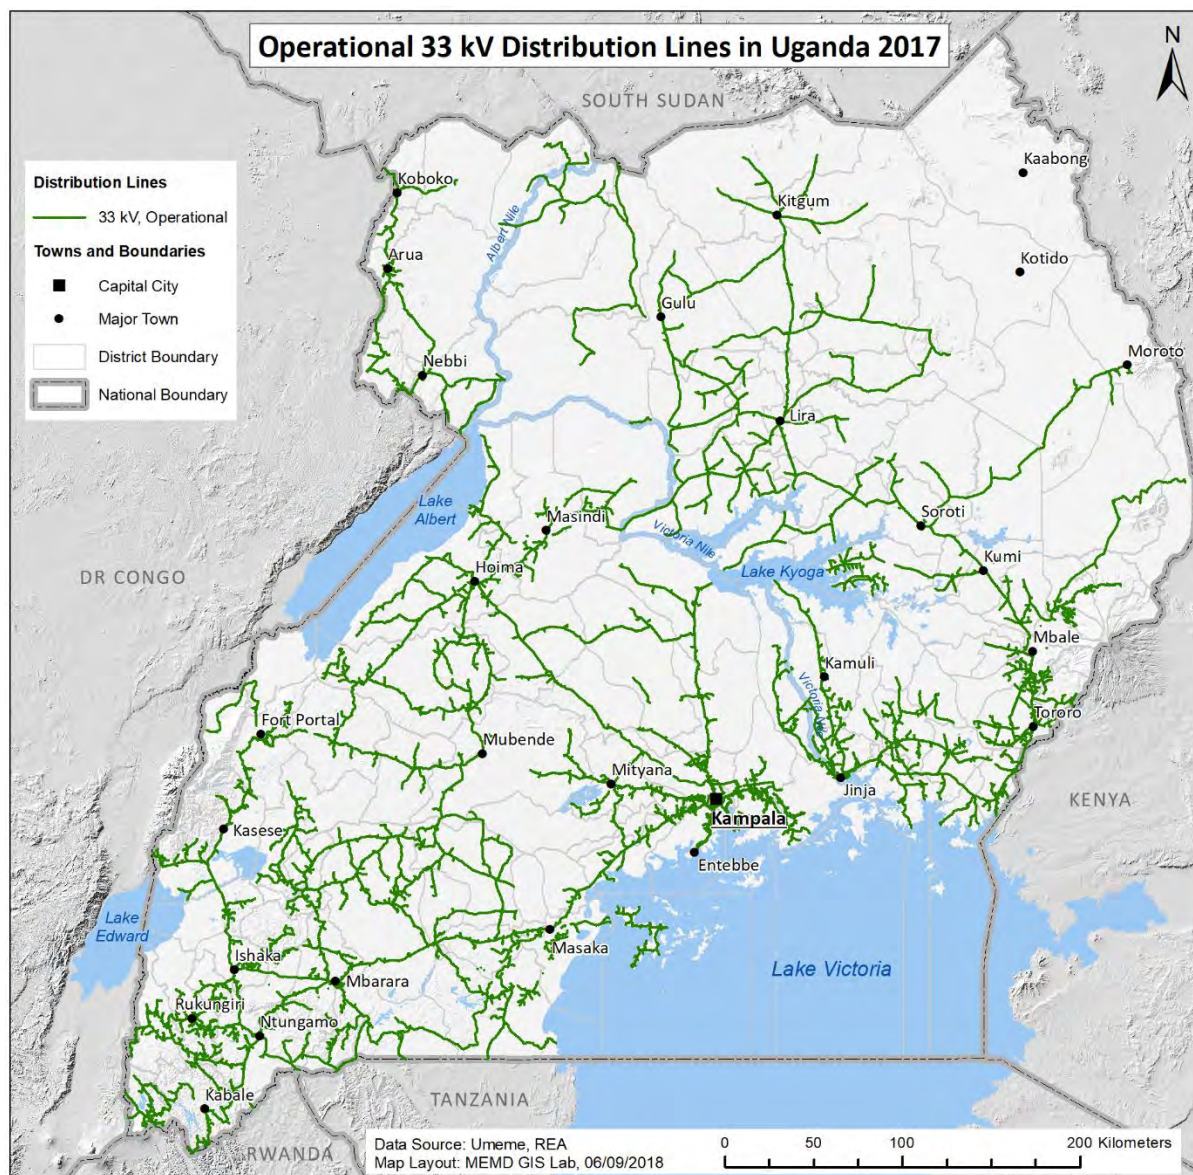 Operational 33 kV Distribution Lines in Uganda 2017
N
SOUTH SUDAN
Distribution Lines
33 kV, Operational
Towns and Boundaries
Capital City
Major Town
District Boundary
National Boundary
Kaabong
Koboko
Kitgum
Albert Nile
Arua
Kotido
Gulu
Moroto
Nebbi
Lira
Lake
Albert
Masindi
Soroti
Victoria Nile
Kumi
Lake Kyoga
DR CONGO
Hoima
Mbale
Kamuli
Victoria Nile
Tororo
Fort Portal
Mubende
Mityana
Jinja
KENYA
Kampala
Kasese
Entebbe
Lake
Edward
Masaka
Ishaka
Lake Victoria
Mbarara
Rukungiri
Ntungamo
Kabale
TANZANIA
RWANDA
Data Source: Umeme, REA
Map Layout: MEMD GIS Lab, 06/09/2018
0 50 100 200 Kilometers